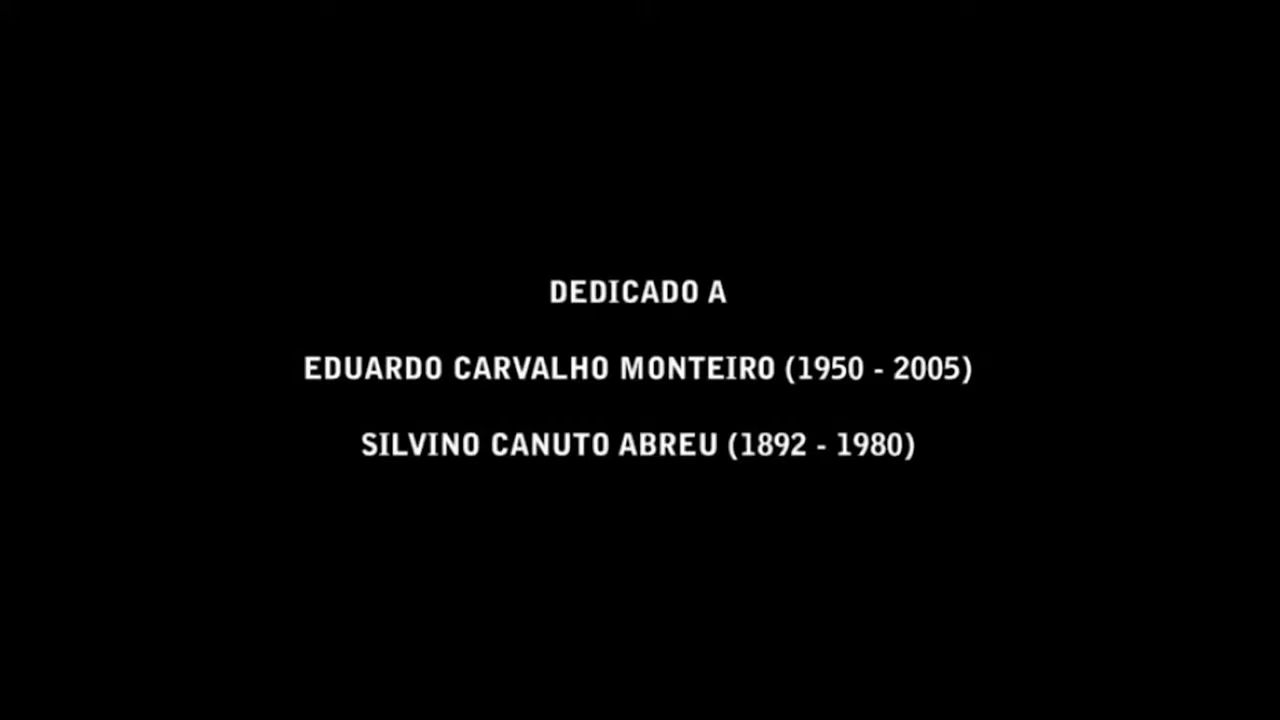 DEDICADO A
EDUARDO CARVALHO MONTEIRO (1950 - 2005)
SILVINO CANUTO ABREU (1892 - 1980)